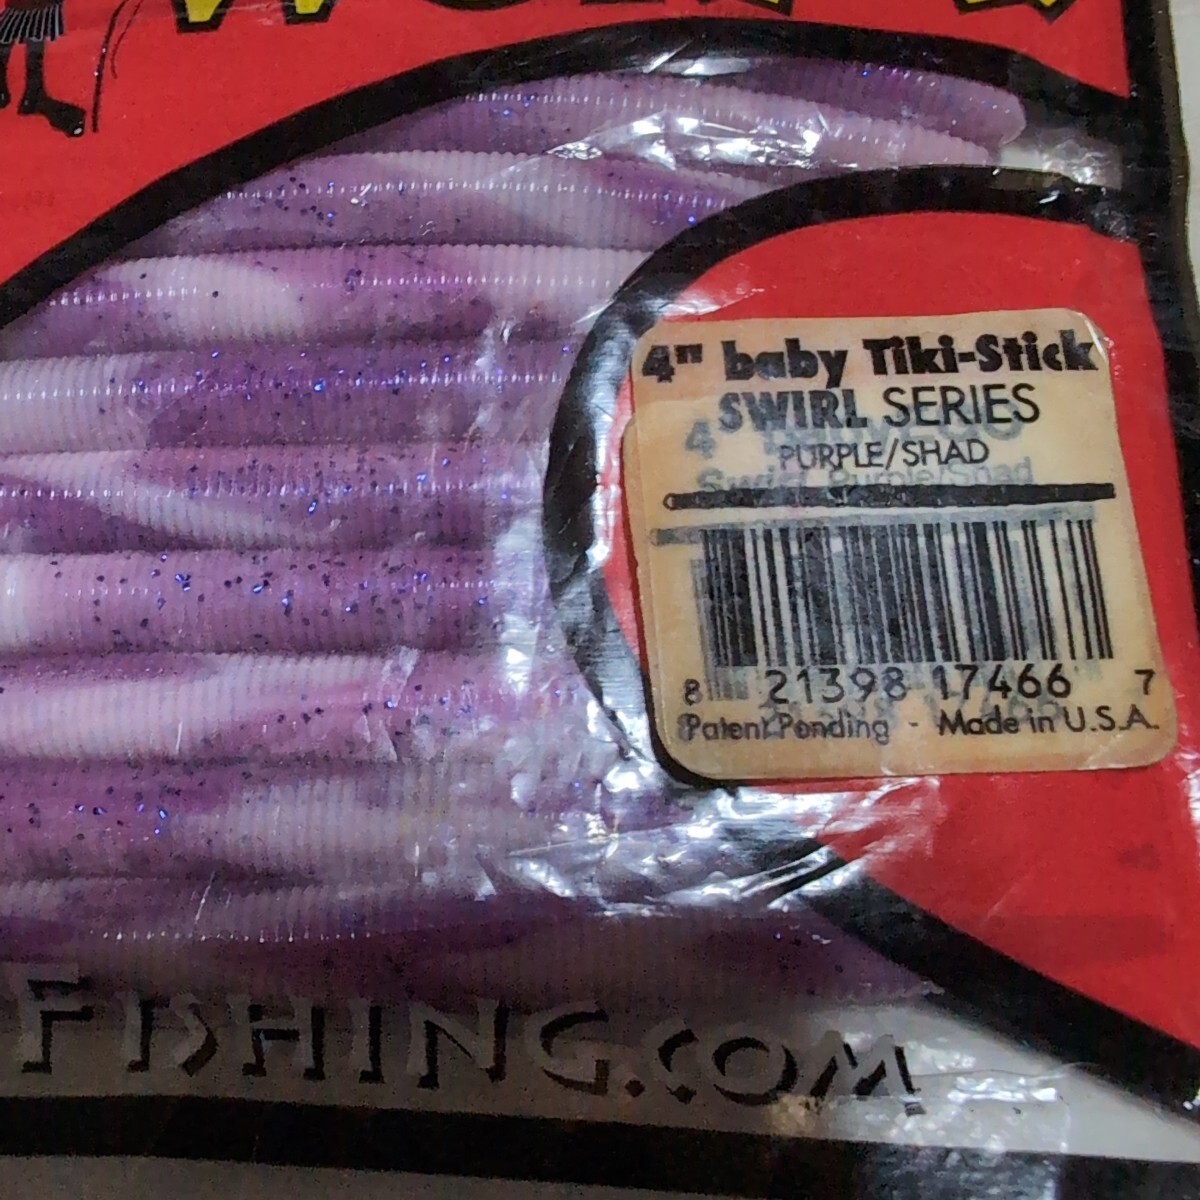 4" baby Tiki-Stick
SWIRL SERIES
PURPLE/SHAD
8 21398 17466 7
Patent Pending - Made in U.S.A.
FISHING.COM